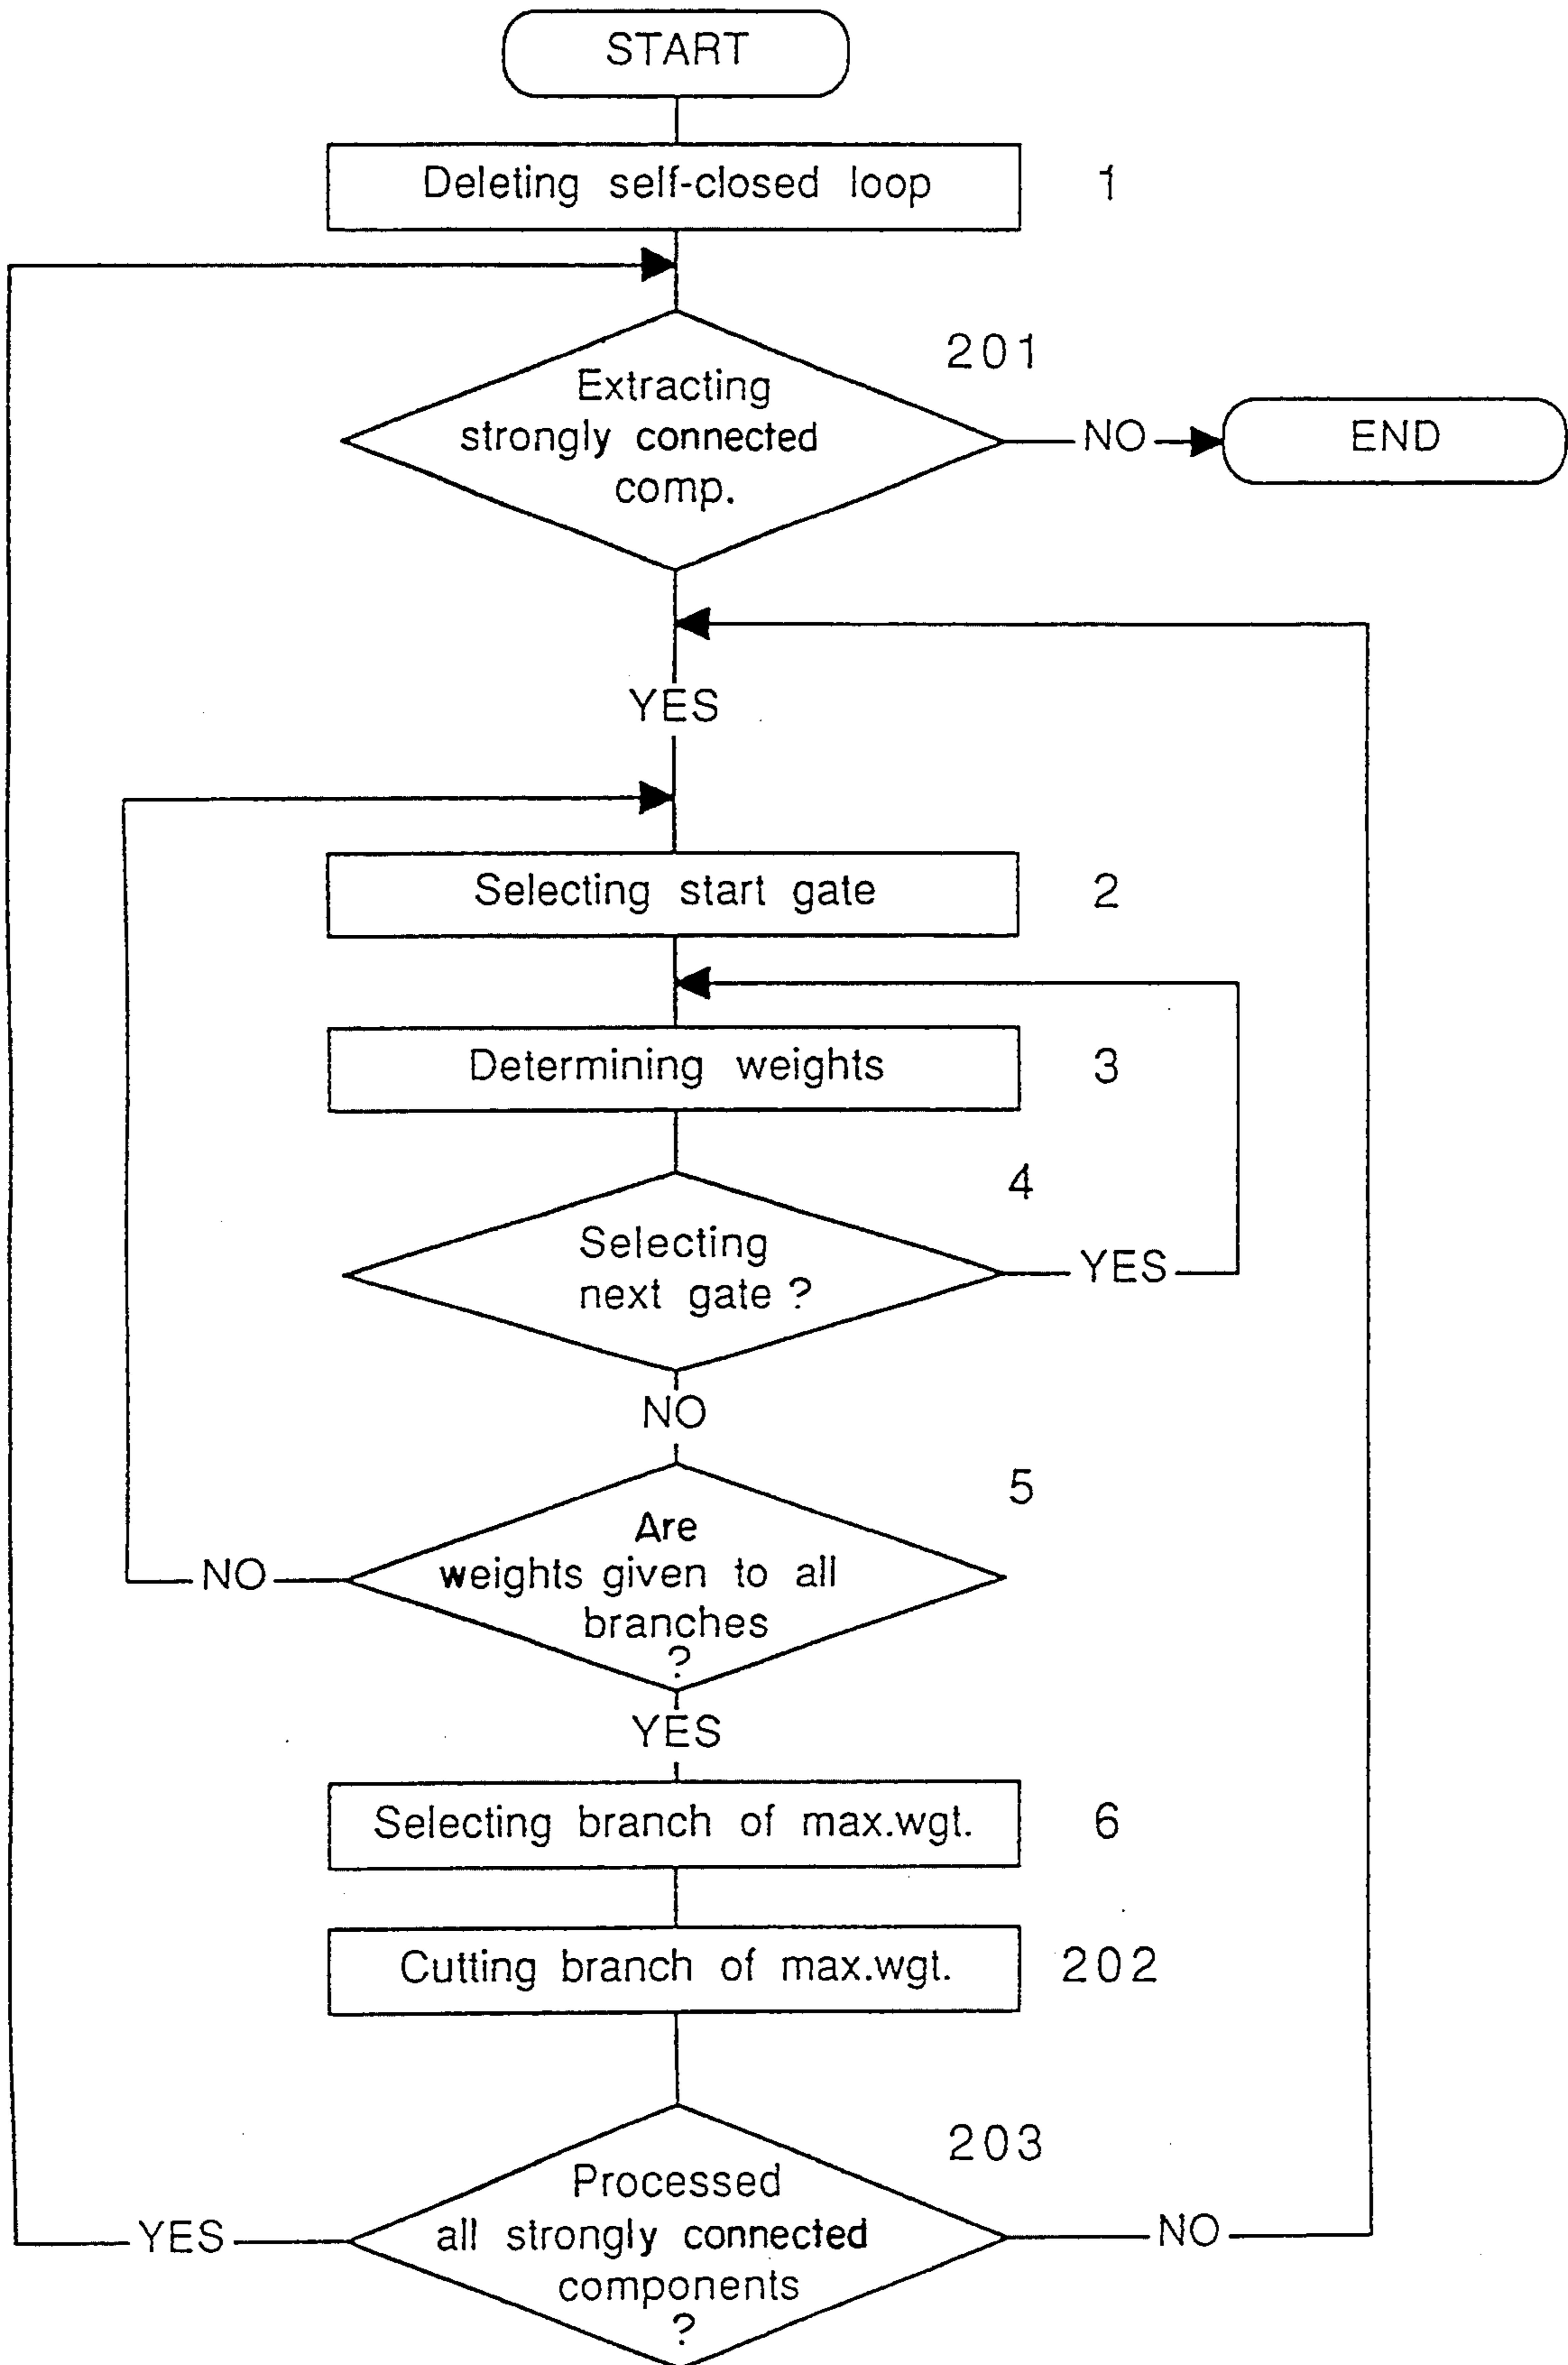 START
Deleting self-closed loop
1
201
Extracting
strongly connected
comp.
NO
END
YES
Selecting start gate
2
Determining weights
3
4
Selecting
next gate ?
YES
NO
5
Are
weights given to all
branches
?
NO
YES
Selecting branch of max.wgt.
6
Cutting branch of max.wgt.
202
203
Processed
all strongly connected
components
?
YES
NO